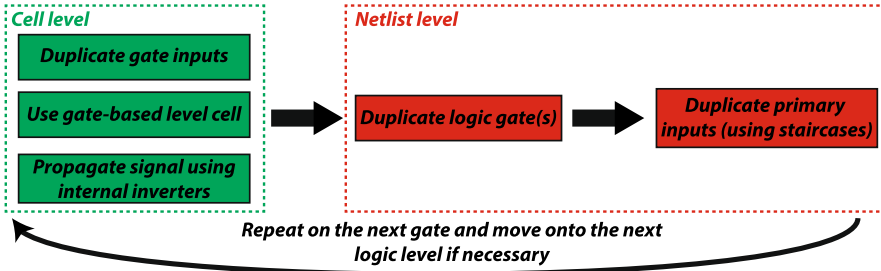 Cell level
Duplicate gate inputs
Use gate-based level cell
Propagate signal using
internal inverters
Netlist level
Duplicate logic gate(s)
Duplicate primary
inputs (using staircases)
Repeat on the next gate and move onto the next
logic level if necessary